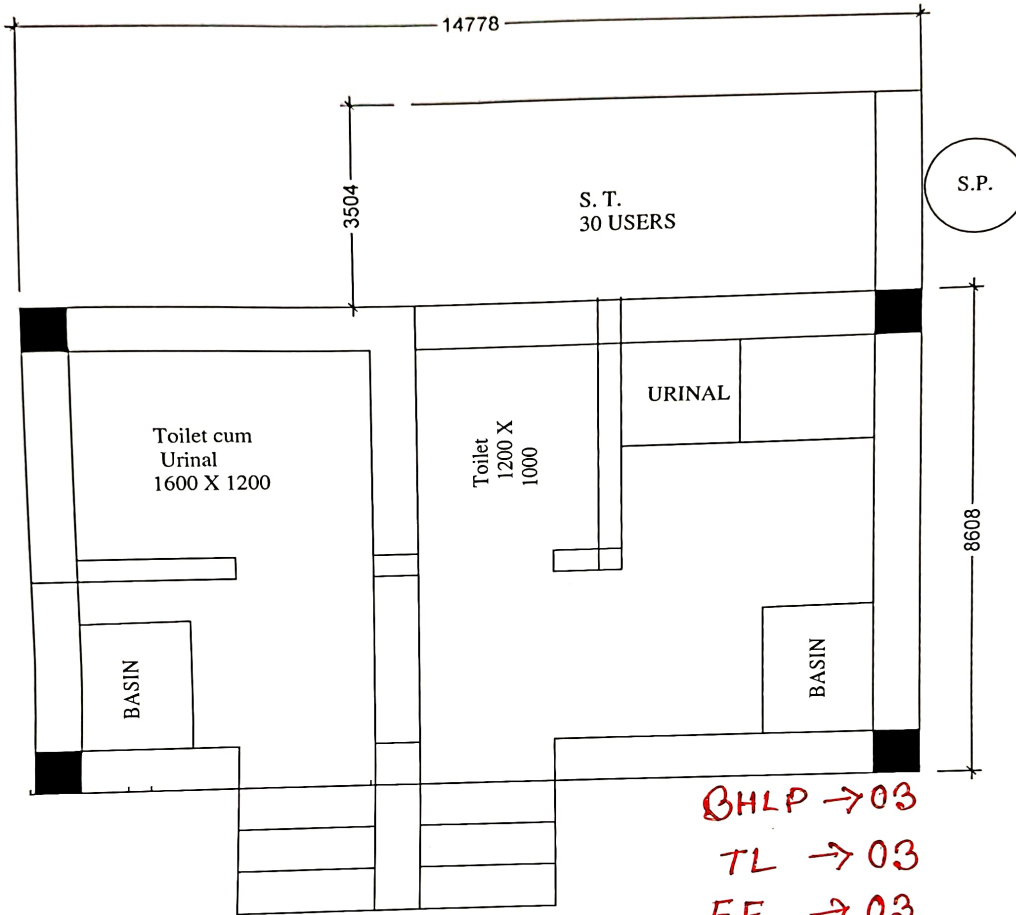 14778
3504
S. T.
30 USERS
S.P.
URINAL
Toilet cum
Urinal
1600 X 1200
Toilet
1200 X
1000
8608
BASIN
BASIN
BHLP → 03
TL → 03